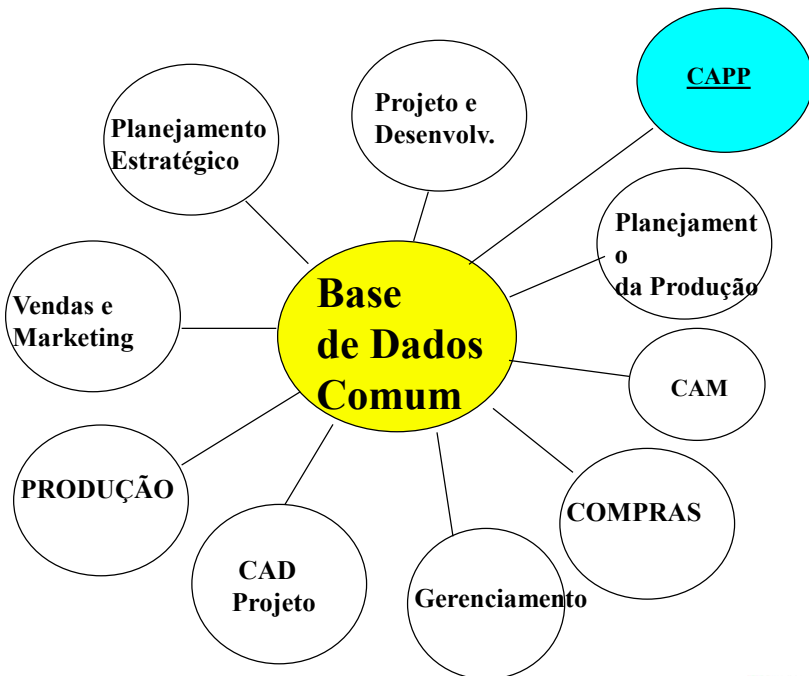 CAPP
Projeto e
Desenvolv.
Planejamento
Estratégico
Planejament
o
da Produção
Base
de Dados
Comum
Vendas e
Marketing
CAM
PRODUÇÃO
COMPRAS
CAD
Projeto
Gerenciamento